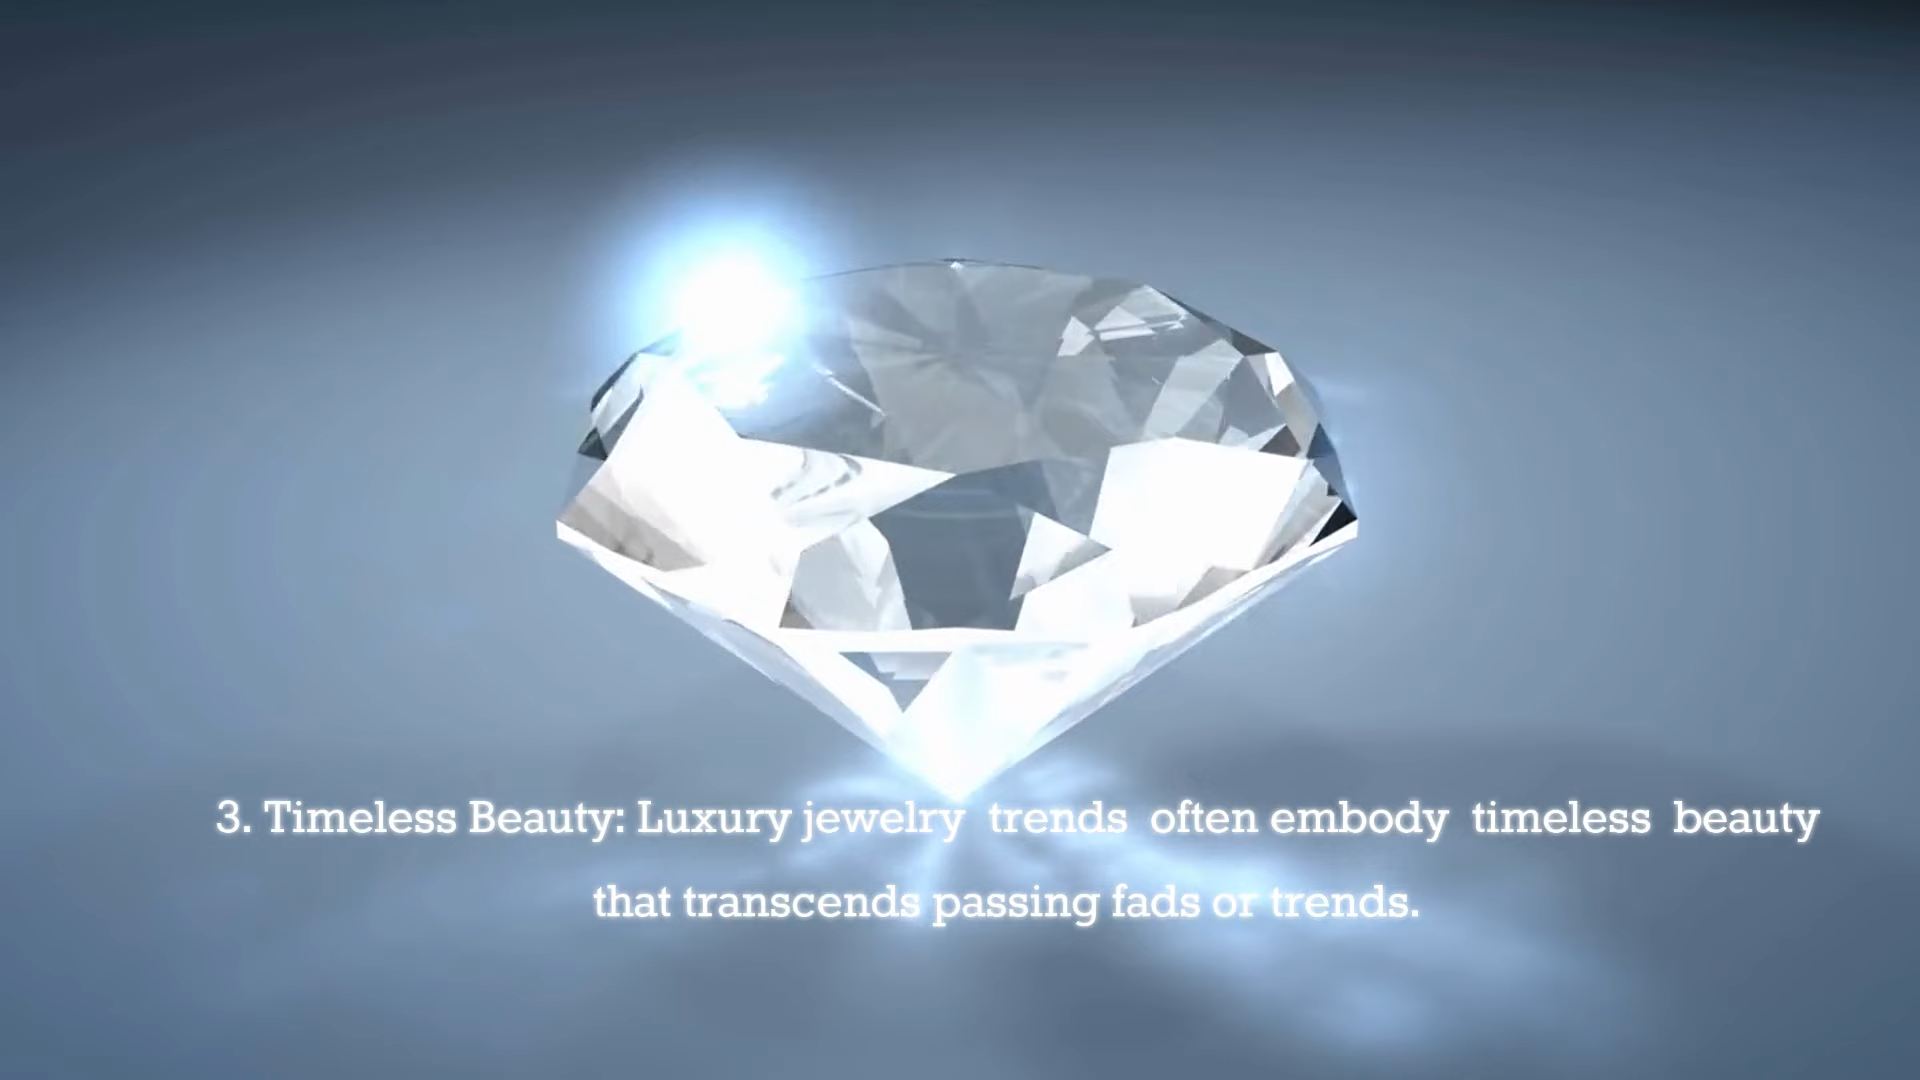 3. Timeless Beauty: Luxury jewelry trends often embody timeless beauty
that transcends passing fads or trends.